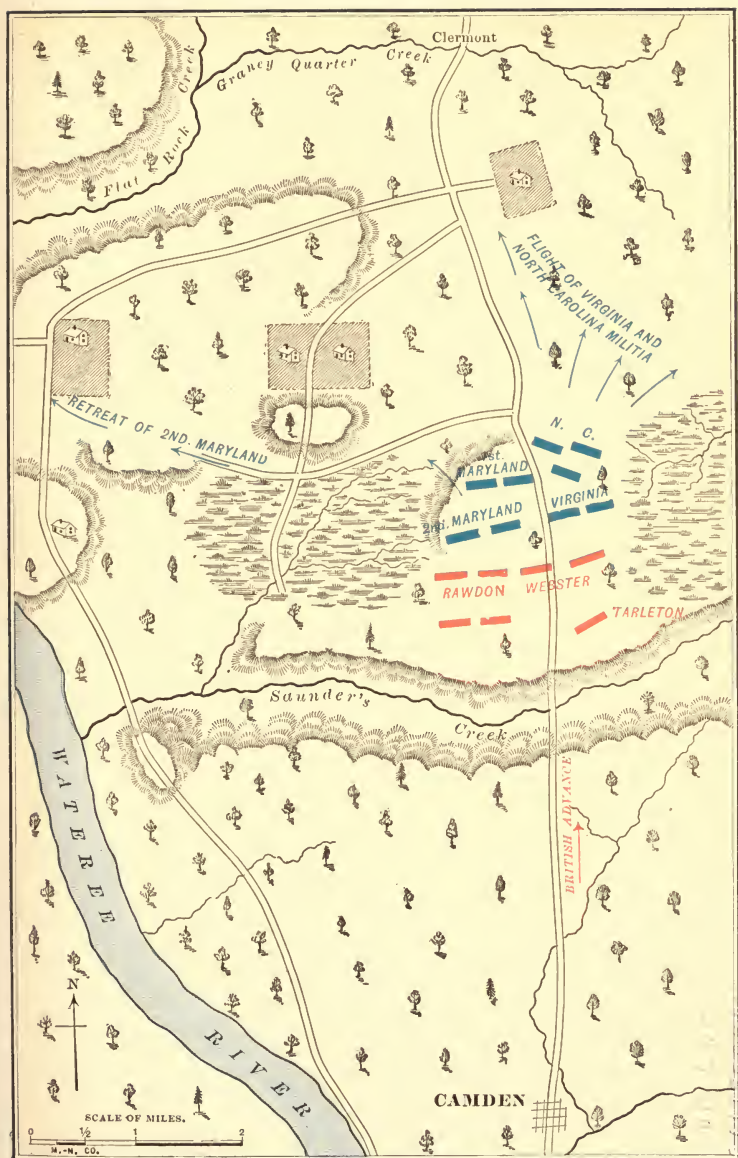 Clermont
Graney Quarter Creek
Flat Rock Creek
FLIGHT OF VIRGINIA AND
NORTH CAROLINA MILITIA
RETREAT OF 2ND. MARYLAND
N. C.
1st.
MARYLAND
2nd. MARYLAND
VIRGINIA
RAWDON
WEBSTER
TARLETON
Saunder's
Creek
BRITISH ADVANCE
WATEREE
RIVER
N
CAMDEN
SCALE OF MILES.
0 ½ 1 2
M.-N. CO.